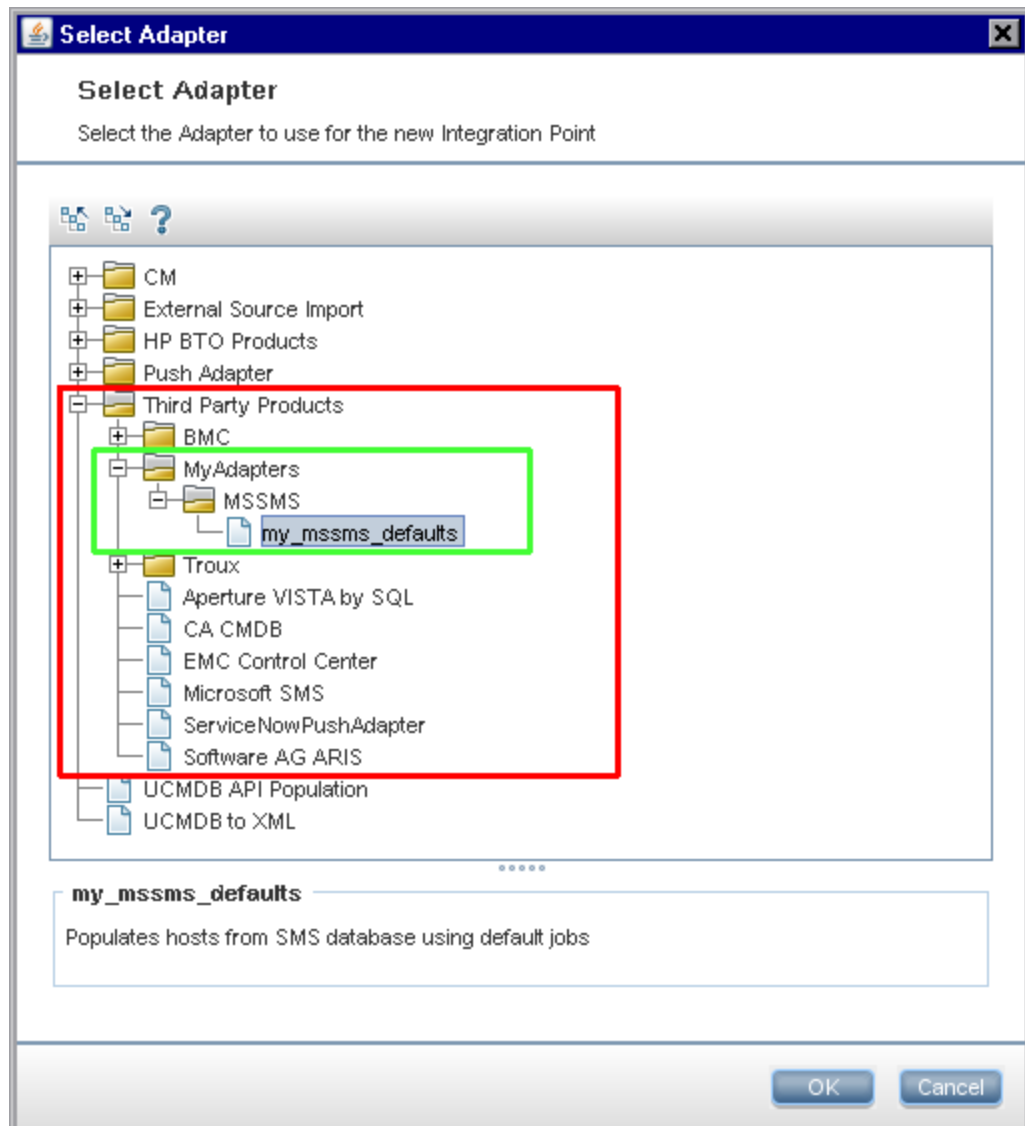 Select Adapter
Select Adapter
Select the Adapter to use for the new Integration Point
?
CM
External Source Import
HP BTO Products
Push Adapter
Third Party Products
BMC
MyAdapters
MSSMS
my_mssms_defaults
Troux
Aperture VISTA by SQL
CA CMDB
EMC Control Center
Microsoft SMS
ServiceNowPushAdapter
Software AG ARIS
UCMDB API Population
UCMDB to XML
my_mssms_defaults
Populates hosts from SMS database using default jobs
OK Cancel